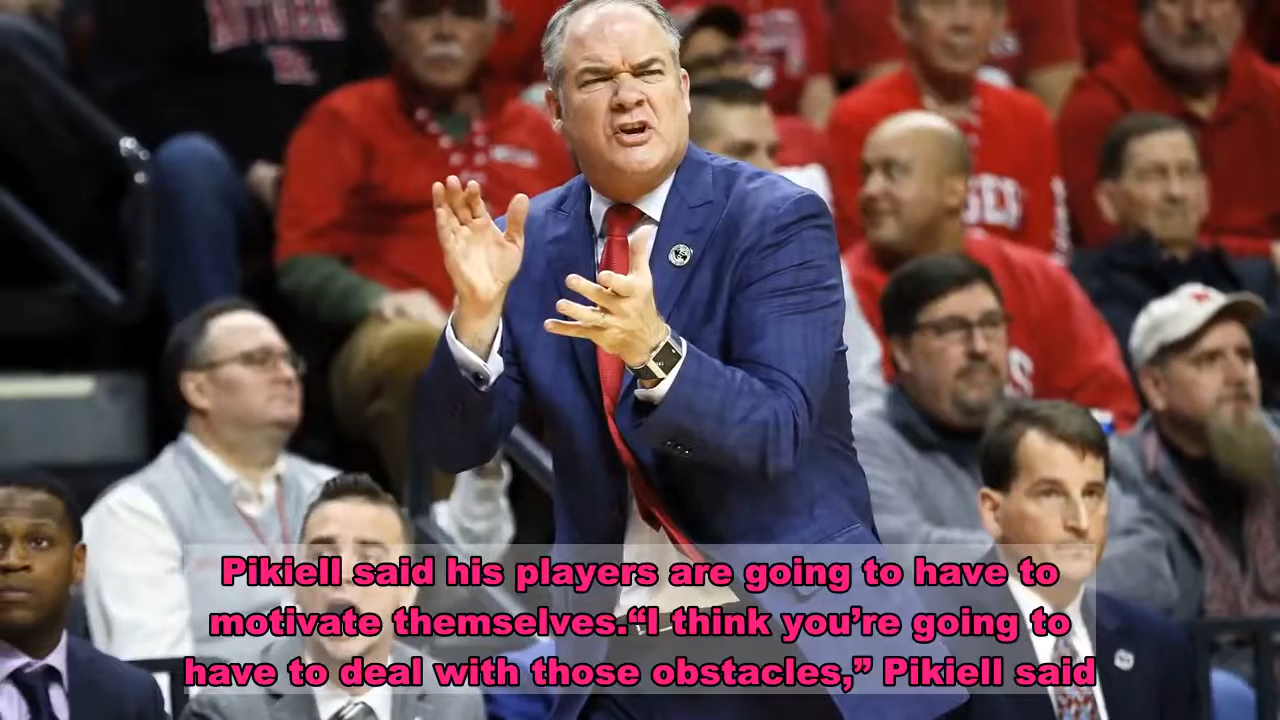 Pikiell said his players are going to have to
motivate themselves.“I think you’re going to
have to deal with those obstacles,” Pikiell said